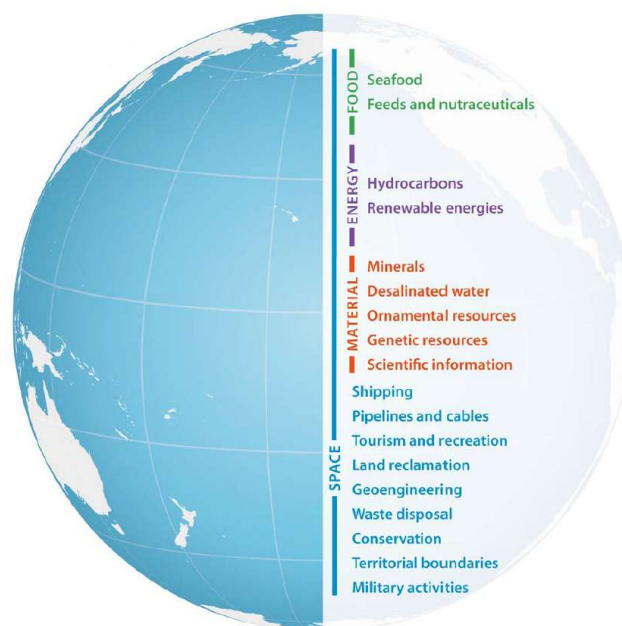 FOOD
Seafood
Feeds and nutraceuticals
ENERGY
Hydrocarbons
Renewable energies
MATERIAL
Minerals
Desalinated water
Ornamental resources
Genetic resources
Scientific information
SPACE
Shipping
Pipelines and cables
Tourism and recreation
Land reclamation
Geoengineering
Waste disposal
Conservation
Territorial boundaries
Military activities